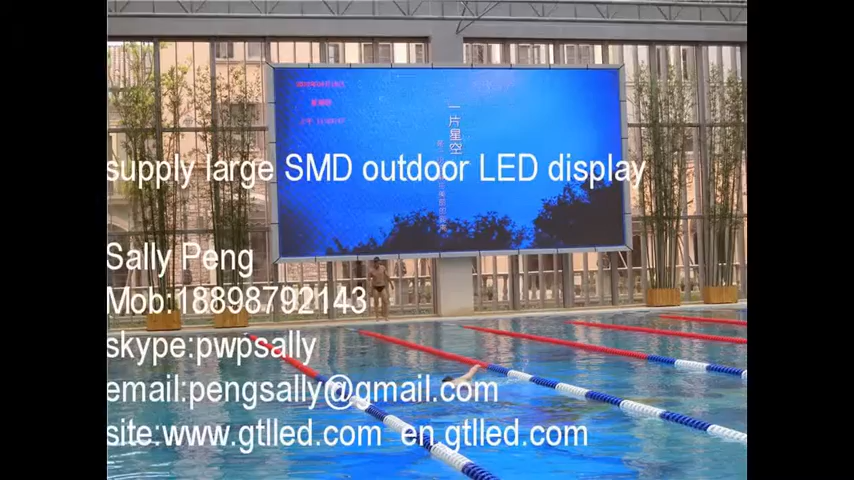 一片星空
supply large SMD outdoor LED display
Sally Peng
Mob:18898792143
skype:pwpsally
email:pengsally@gmail.com
site:www.gtlled.com en.gtlled.com